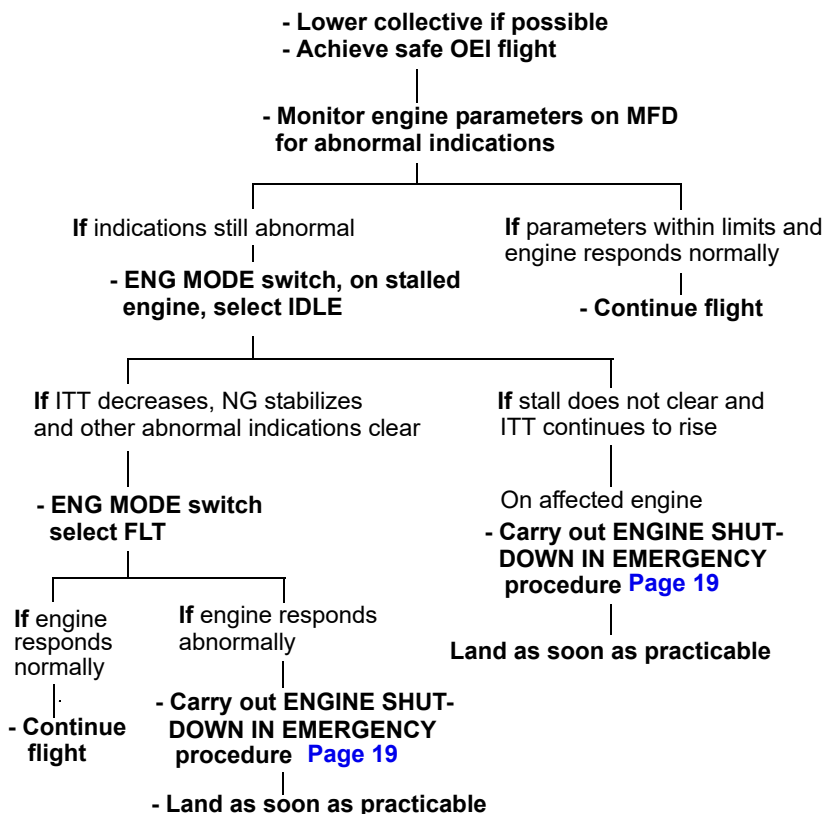 - Lower collective if possible
- Achieve safe OEI flight
- Monitor engine parameters on MFD
for abnormal indications
If indications still abnormal
- ENG MODE switch, on stalled
engine, select IDLE
If parameters within limits and
engine responds normally
- Continue flight
If ITT decreases, NG stabilizes
and other abnormal indications clear
- ENG MODE switch
select FLT
If stall does not clear and
ITT continues to rise
On affected engine
- Carry out ENGINE SHUT-
DOWN IN EMERGENCY
procedure Page 19
Land as soon as practicable
If engine
responds
normally
- Continue
flight
If engine responds
abnormally
- Carry out ENGINE SHUT-
DOWN IN EMERGENCY
procedure Page 19
- Land as soon as practicable